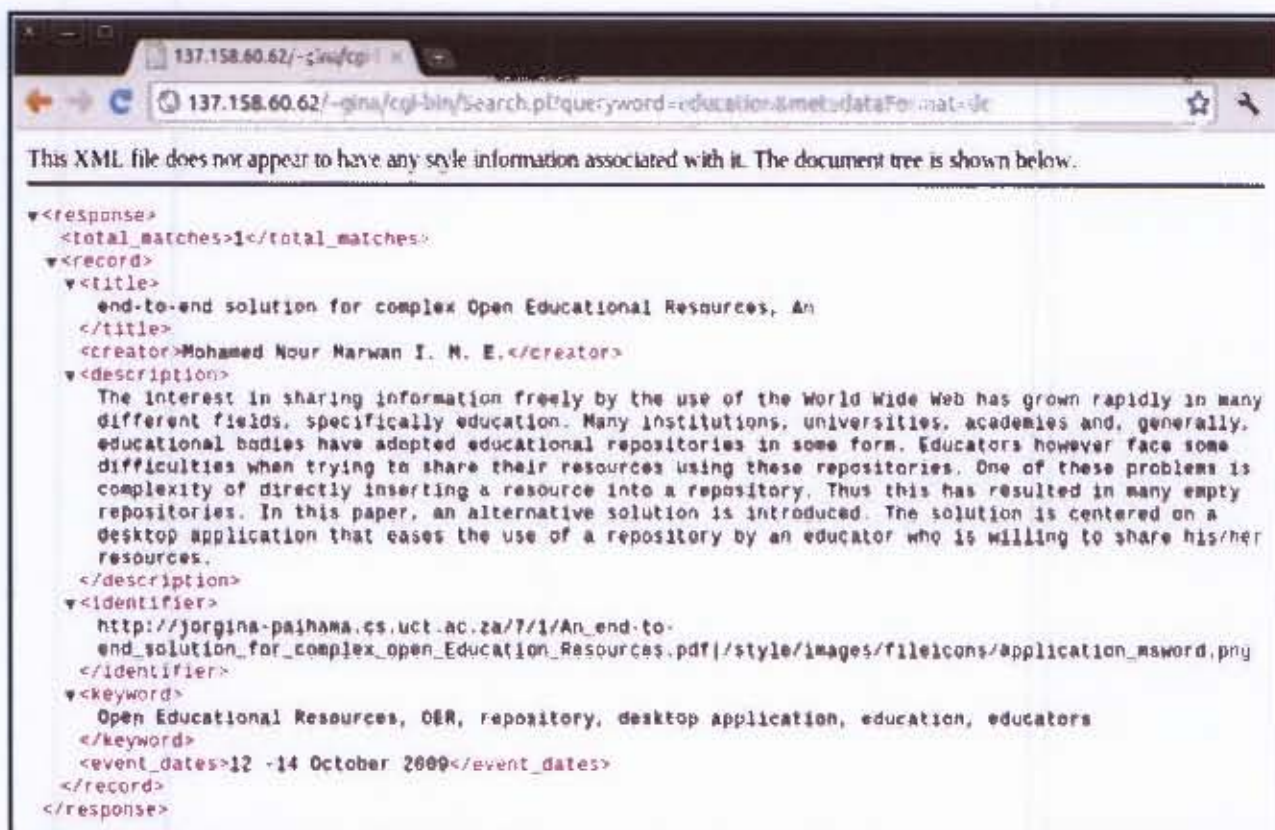 137.158.60.62/~gina/cgi-
137.158.60.62/~gina/cgi-bin/Search.pl?queryword=education&metadataFormat=dc
This XML file does not appear to have any style information associated with it. The document tree is shown below.
▼<response>
<total_matches>1</total_matches>
▼<record>
▼<title>
end-to-end solution for complex Open Educational Resources, An
</title>
<creator>Mohamed Nour Marwan I. M. E.</creator>
▼<description>
The interest in sharing information freely by the use of the World Wide Web has grown rapidly in many
different fields, specifically education. Many institutions, universities, academies and, generally,
educational bodies have adopted educational repositories in some form. Educators however face some
difficulties when trying to share their resources using these repositories. One of these problems is
complexity of directly inserting a resource into a repository. Thus this has resulted in many empty
repositories. In this paper, an alternative solution is introduced. The solution is centered on a
desktop application that eases the use of a repository by an educator who is willing to share his/her
resources.
</description>
▼<identifier>
http://jorgina-paihama.cs.uct.ac.za/7/1/An_end-to-
end_solution_for_complex_open_Education_Resources.pdf|/style/images/fileicons/application_msword.png
</identifier>
▼<keyword>
Open Educational Resources, OER, repository, desktop application, education, educators
</keyword>
<event_dates>12 -14 October 2009</event_dates>
</record>
</response>